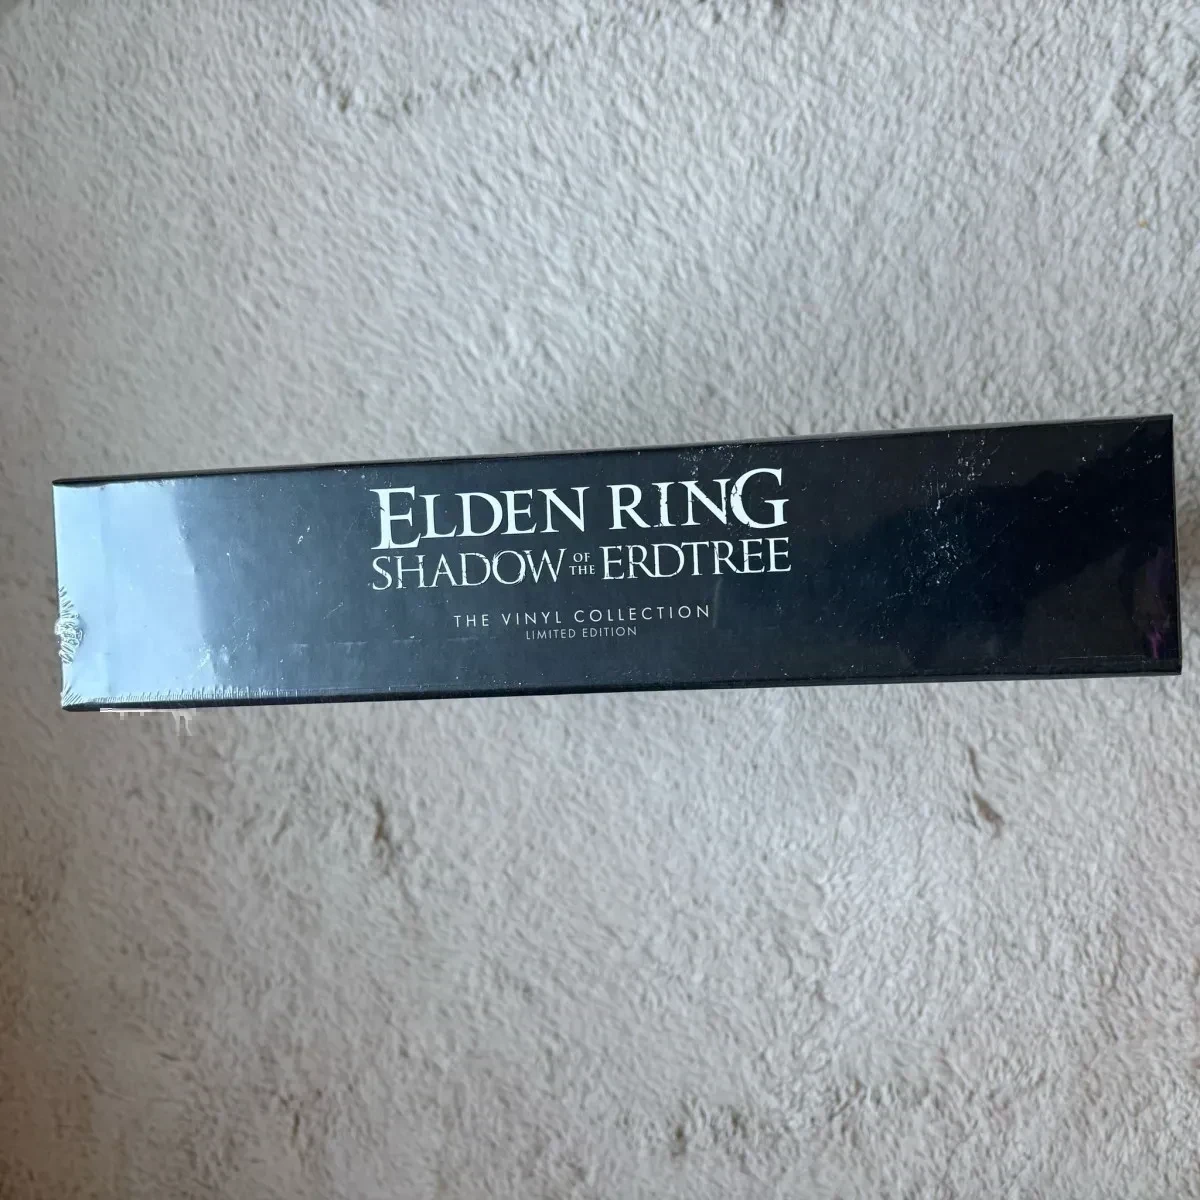 ELDEN RING
SHADOW OF THE ERDTREE
THE VINYL COLLECTION
LIMITED EDITION